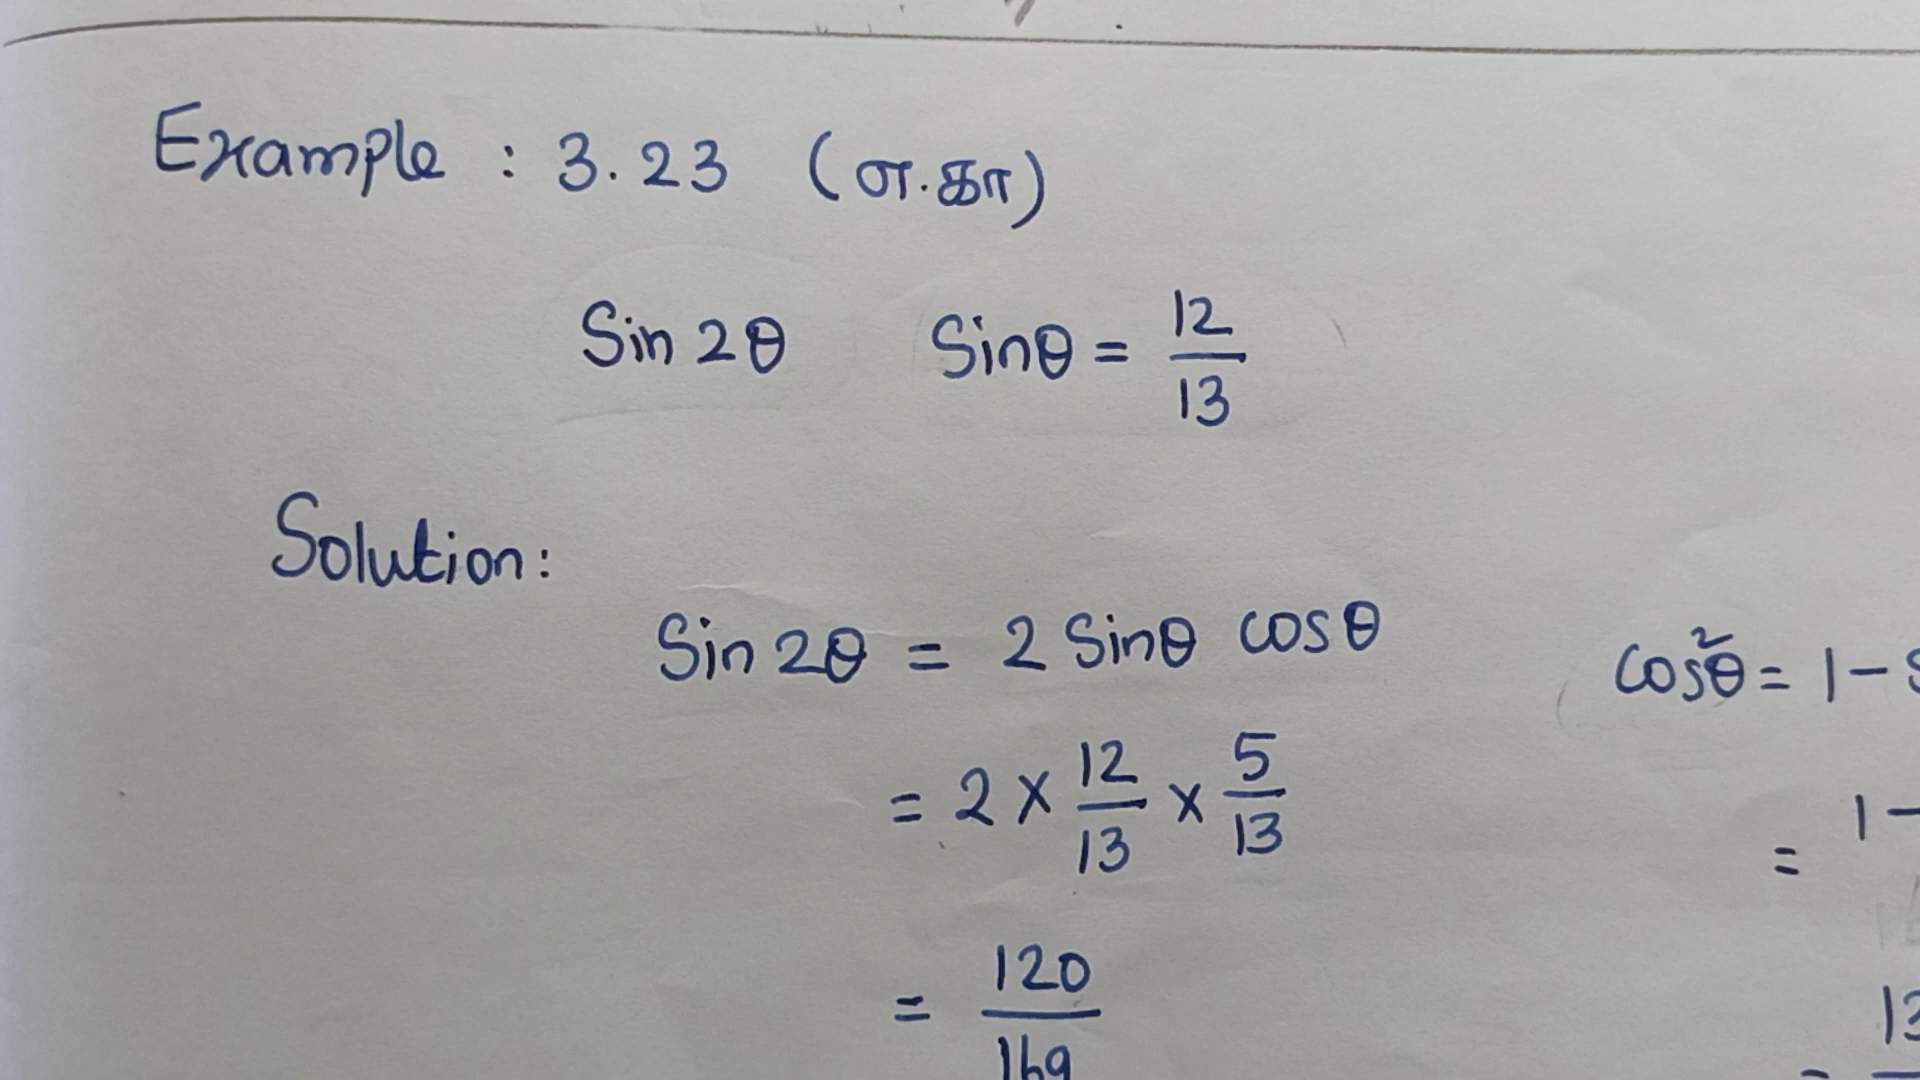 Example : 3.23 (எ.கா)
Sin 2θ Sinθ = 12/13
Solution:
Sin 2θ = 2 Sinθ cosθ
= 2 × 12/13 × 5/13
= 120/169
cos²θ = 1 -
= 1 -
= 13